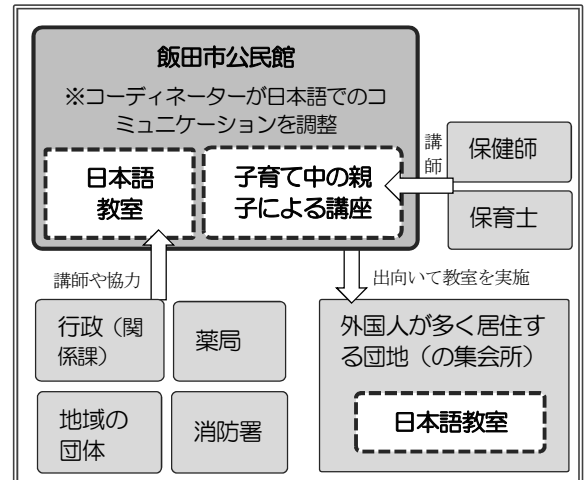 飯田市公民館
※コーディネーターが日本語でのコ
ミュニケーションを調整
日本語
教室
子育て中の親
子による講座
講
師
保健師
保育士
講師や協力
出向いて教室を実施
行政（関
係課）
薬局
地域の
団体
消防署
外国人が多く居住す
る団地（の集会所）
日本語教室